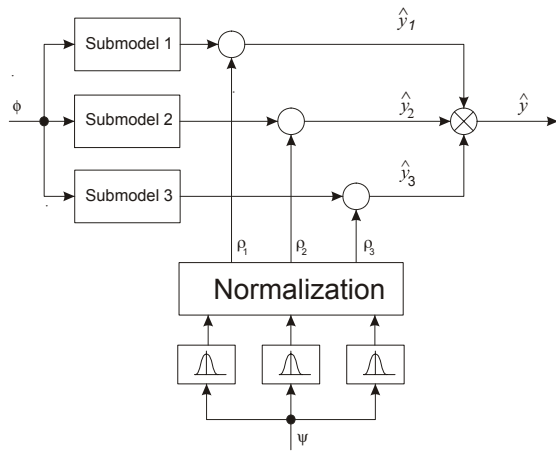 Submodel 1
ŷ₁
ϕ
Submodel 2
ŷ₂
ŷ
Submodel 3
ŷ₃
ρ₁ ρ₂ ρ₃
Normalization
ψ